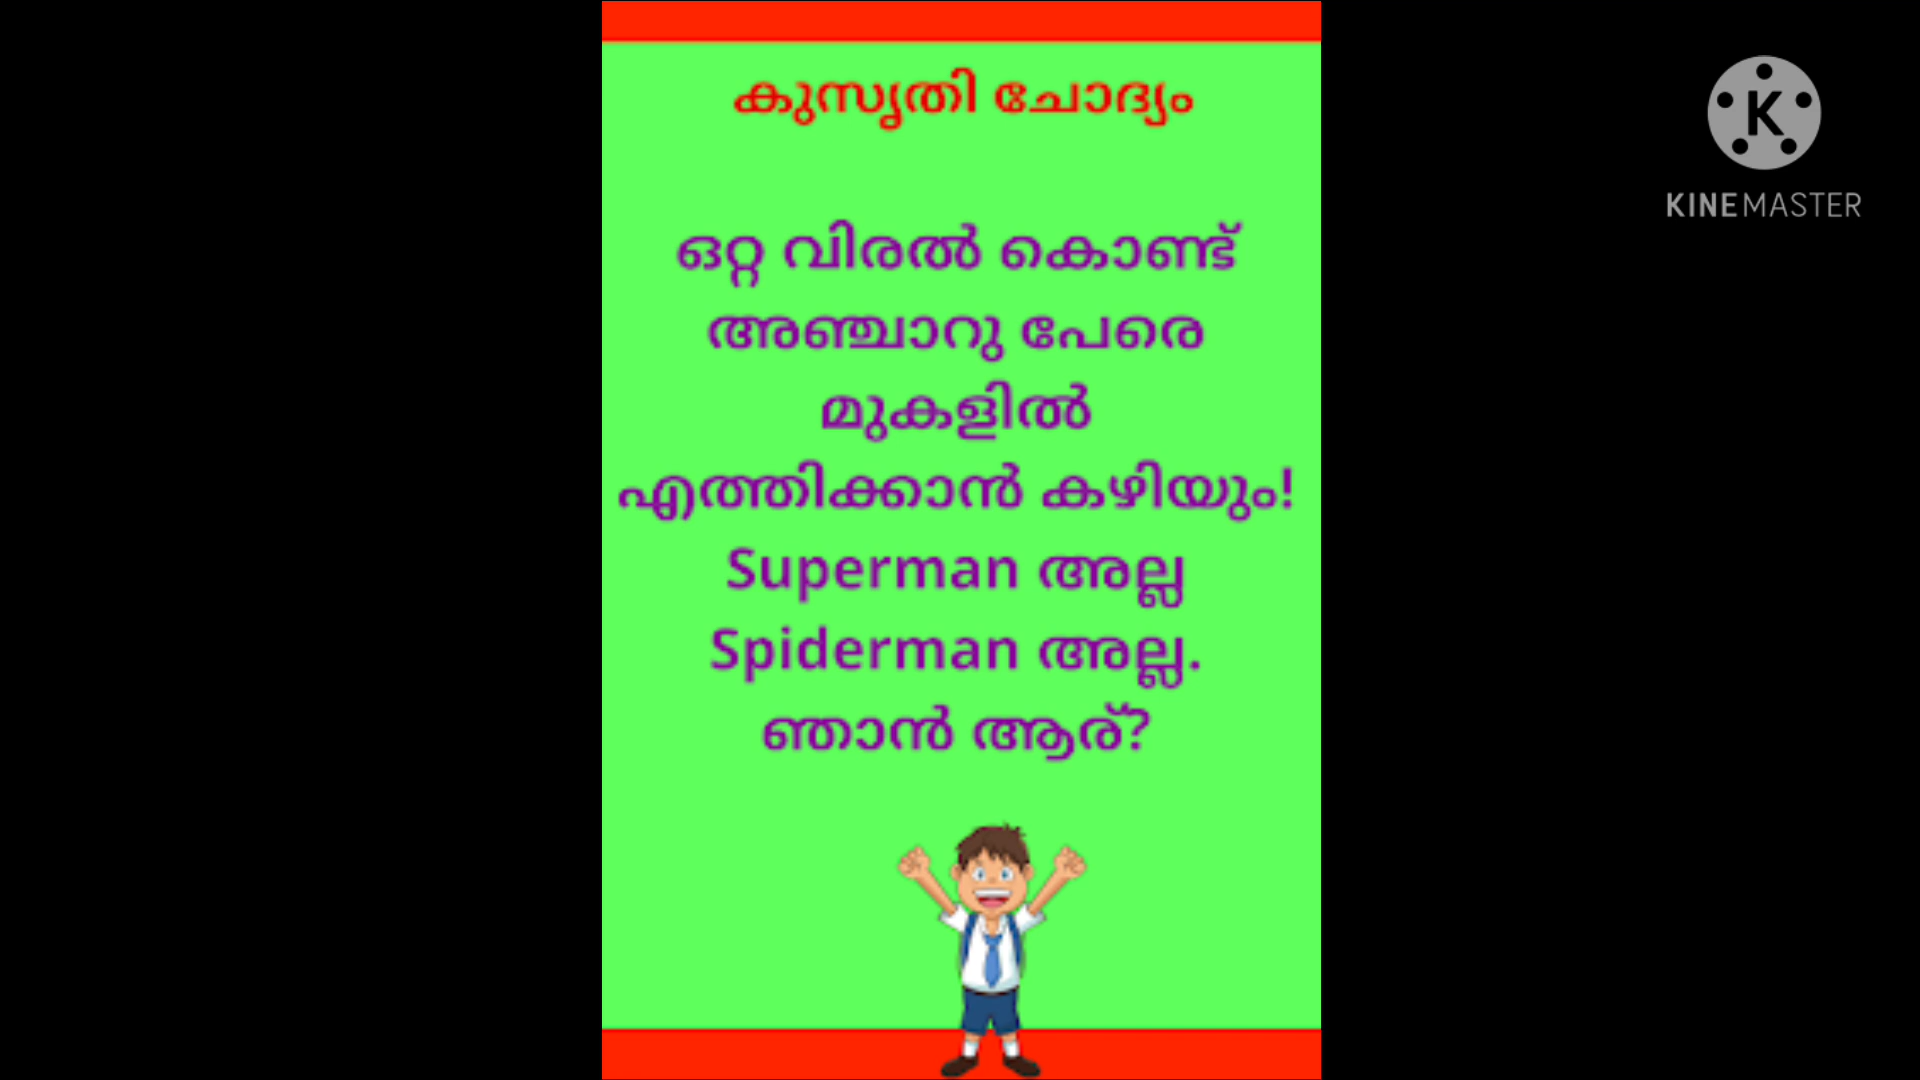 കുസൃതി ചോദ്യം
ഒറ്റ വിരൽ കൊണ്ട്
അഞ്ചാറു പേരെ
മുകളിൽ
എത്തിക്കാൻ കഴിയും!
Superman അല്ല
Spiderman അല്ല.
ഞാൻ ആര്?
K
KINEMASTER